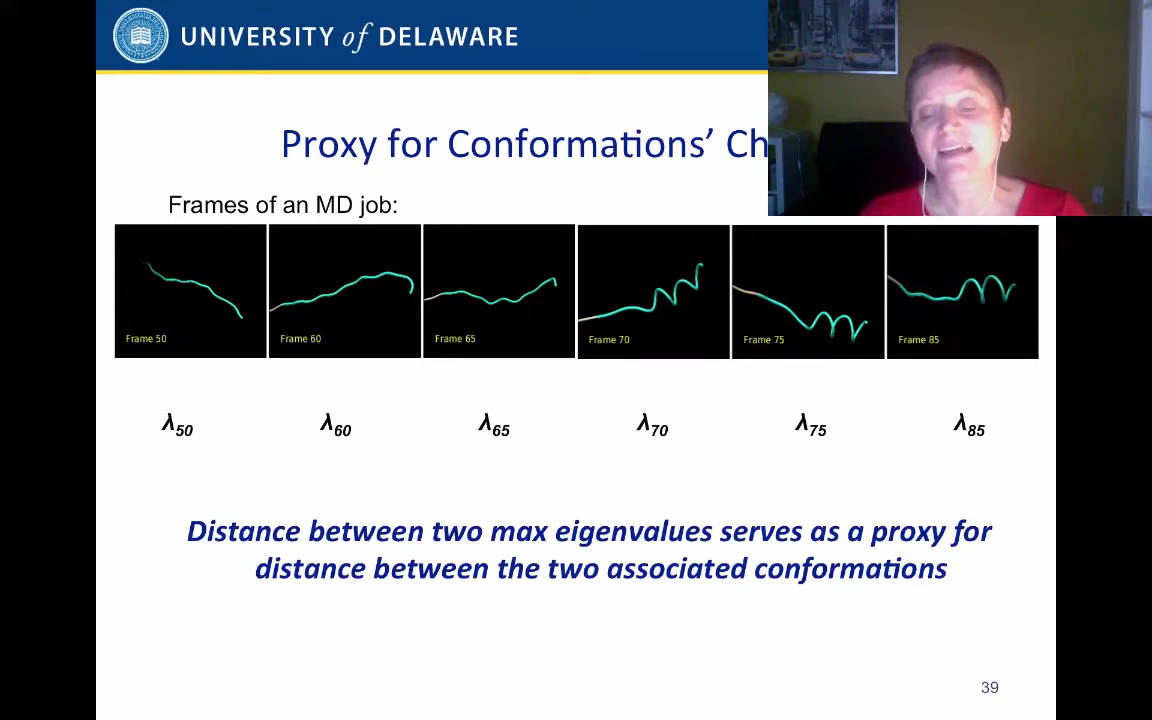 UNIVERSITY of DELAWARE
Proxy for Conformations’ Ch
Frames of an MD job:
Frame 50
Frame 60
Frame 65
Frame 70
Frame 75
Frame 85
λ50
λ60
λ65
λ70
λ75
λ85
Distance between two max eigenvalues serves as a proxy for
distance between the two associated conformations
39